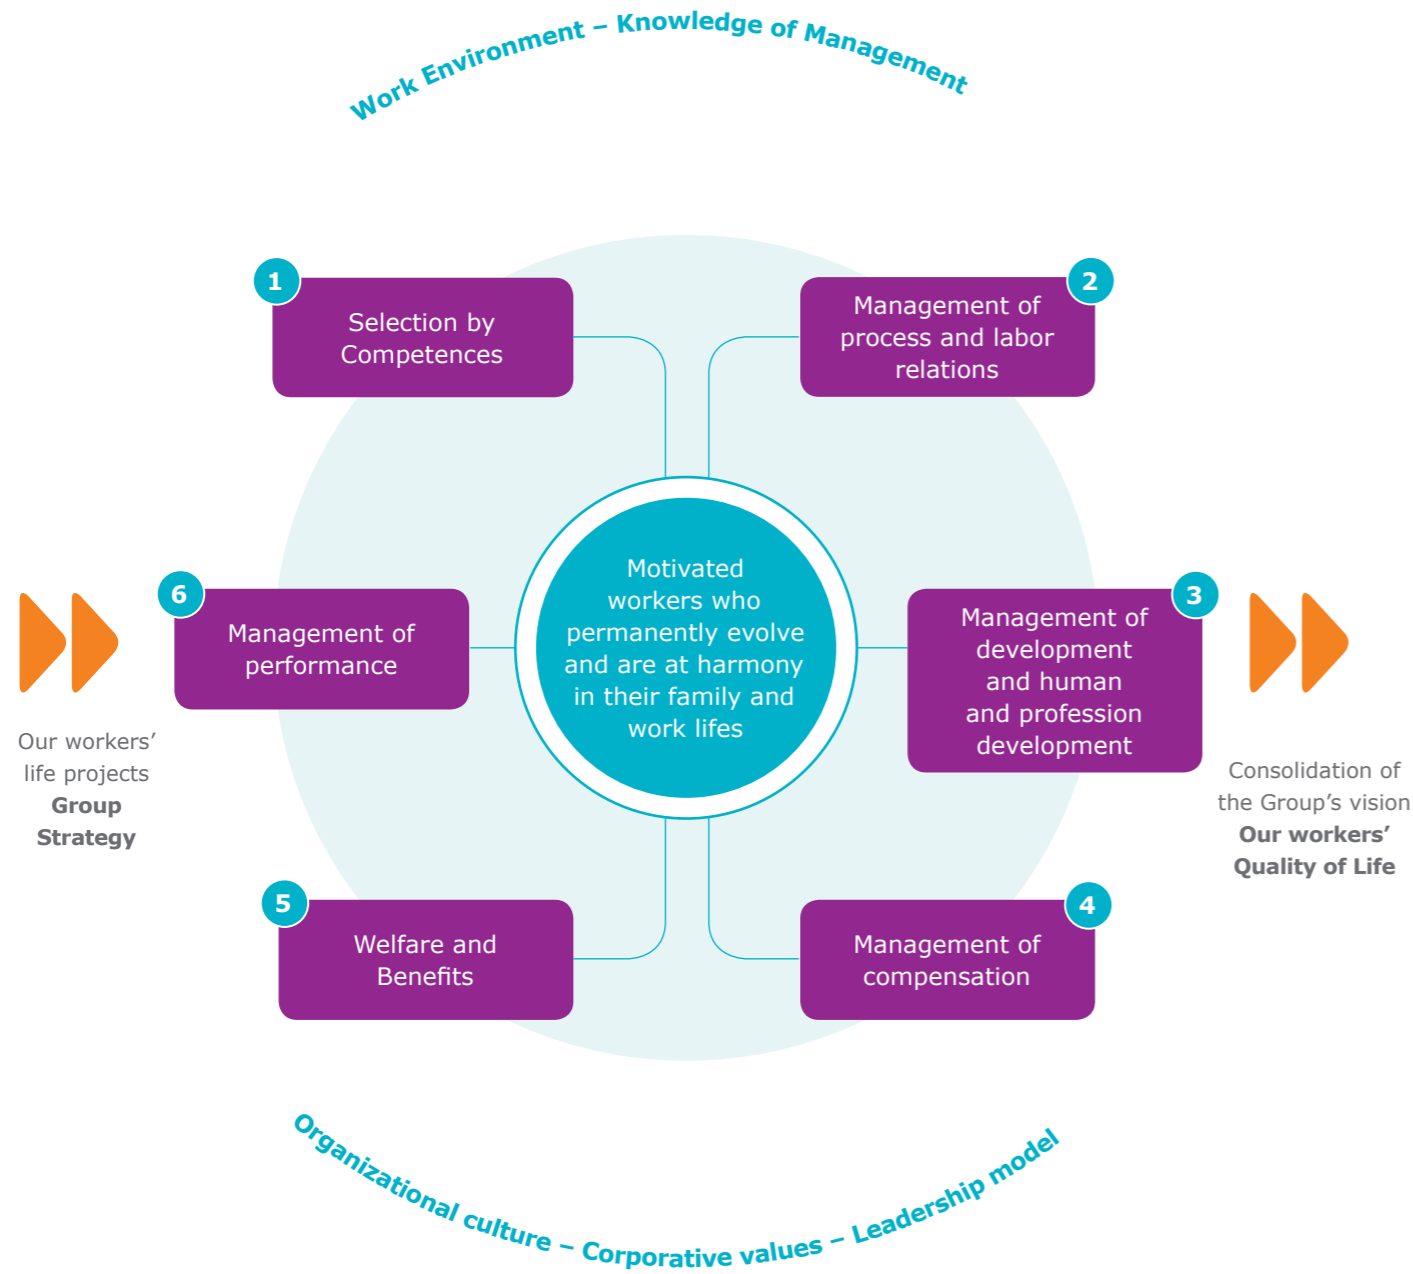 Work Environment – Knowledge of Management
1
Selection by
Competences
2
Management of
process and labor
relations
6
Management of
performance
Motivated
workers who
permanently evolve
and are at harmony
in their family and
work lifes
3
Management of
development
and human
and profession
development
Our workers’
life projects
Group
Strategy
Consolidation of
the Group’s vision
Our workers’
Quality of Life
5
Welfare and
Benefits
4
Management of
compensation
Organizational culture – Corporative values – Leadership model